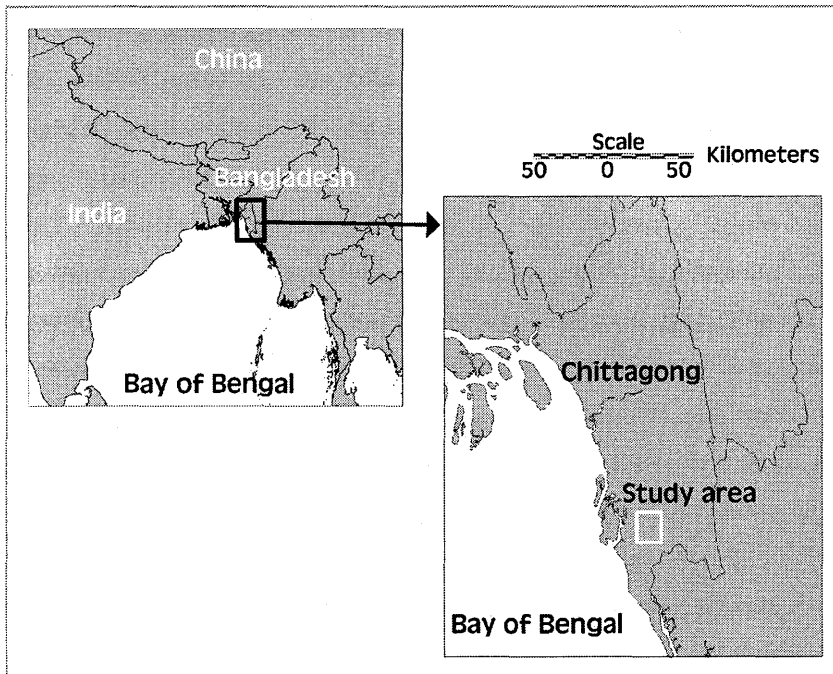 China
Bangladesh
India
Bay of Bengal
Scale
50 0 50 Kilometers
Chittagong
Study area
Bay of Bengal